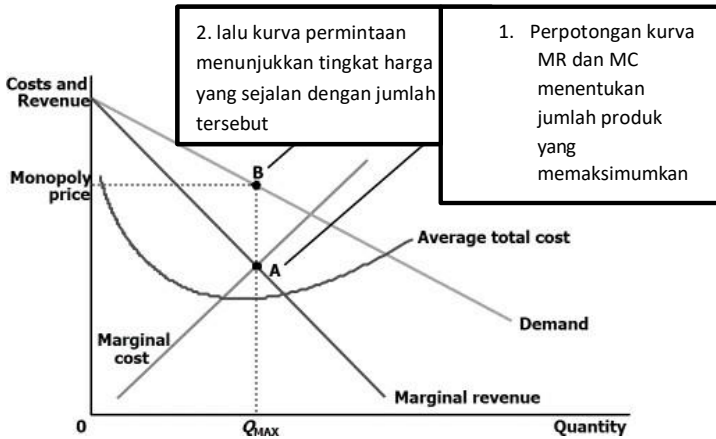 2. lalu kurva permintaan
menunjukkan tingkat harga
yang sejalan dengan jumlah
tersebut
1. Perpotongan kurva
MR dan MC
menentukan
jumlah produk
yang
memaksimumkan
Costs and
Revenue
Monopoly
price
B
A
Average total cost
Demand
Marginal
cost
Marginal revenue
0
QMAX
Quantity